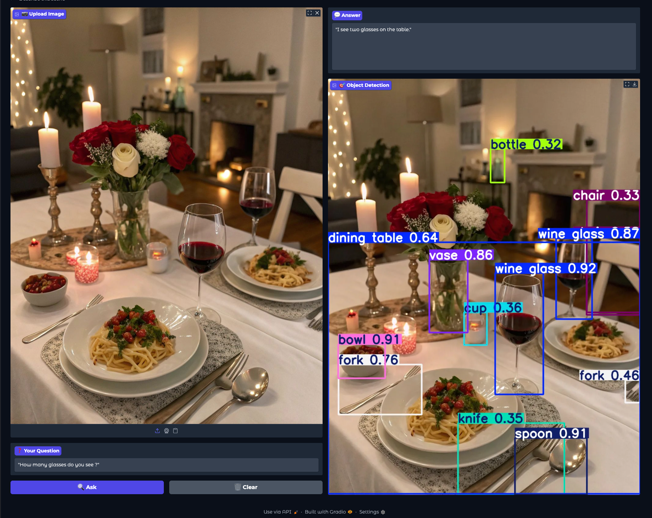 Upload Image
Your Question
"How many glasses do you see ?"
Ask
Clear
Answer
"I see two glasses on the table."
Object Detection
bottle 0.32
chair 0.33
wine glass 0.87
dining table 0.64
vase 0.86
wine glass 0.92
cup 0.36
bowl 0.91
fork 0.76
fork 0.46
knife 0.35
spoon 0.91
Use via API · Built with Gradio · Settings